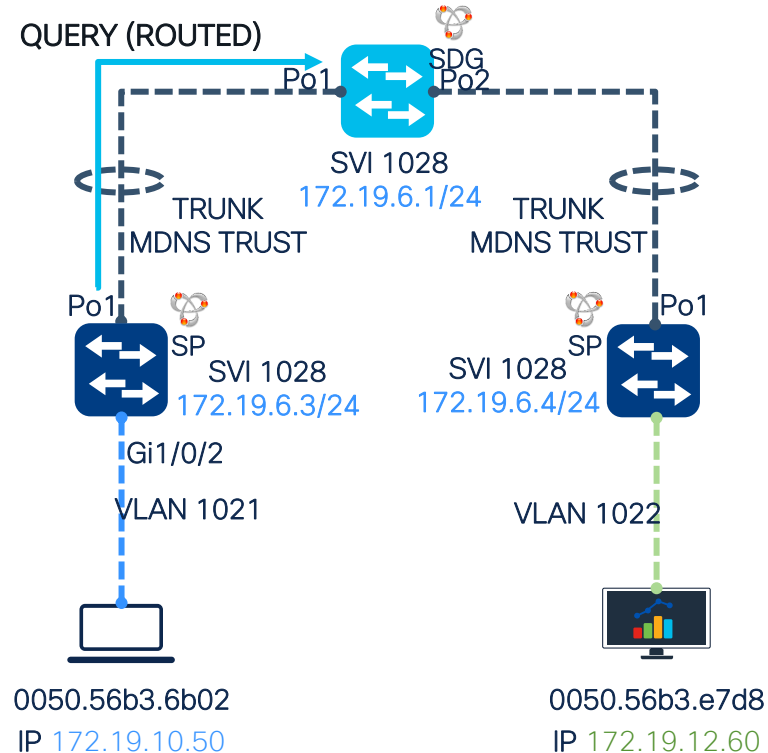 QUERY (ROUTED)
SDG
Po1
Po2
SVI 1028
172.19.6.1/24
TRUNK
MDNS TRUST
TRUNK
MDNS TRUST
Po1
SP
SVI 1028
172.19.6.3/24
Po1
SP
SVI 1028
172.19.6.4/24
Gi1/0/2
VLAN 1021
VLAN 1022
0050.56b3.6b02
IP 172.19.10.50
0050.56b3.e7d8
IP 172.19.12.60